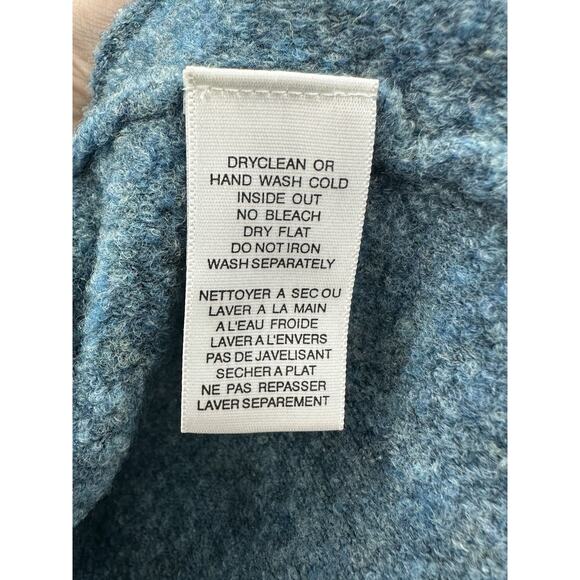 DRYCLEAN OR
HAND WASH COLD
INSIDE OUT
NO BLEACH
DRY FLAT
DO NOT IRON
WASH SEPARATELY
NETTOYER A SEC OU
LAVER A LA MAIN
A L'EAU FROIDE
LAVER A L'ENVERS
PAS DE JAVELISANT
SECHER A PLAT
NE PAS REPASSER
LAVER SEPAREMENT